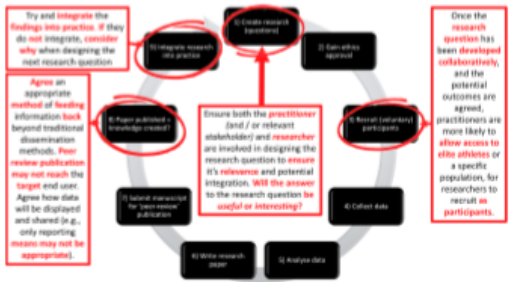 Try and integrate the
findings into practice. If they
do not integrate, consider
why when designing the
next research question
1) Create research
(questions)
2) Gain ethics
approval
3) Recruit (voluntary)
participants
4) Collect data
5) Analyse data
6) Write research
paper
7) Submit manuscript
for 'peer-review'
publication
8) Paper published =
knowledge created?
9) Integrate research
into practice
Agree an
appropriate
method of feeding
information back
beyond traditional
dissemination
methods. Peer
review publication
may not reach the
target end user.
Agree how data
will be displayed
and shared (e.g.,
only reporting
means may not be
appropriate).
Ensure both the practitioner
(and / or relevant
stakeholder) and researcher
are involved in designing the
research question to ensure
it's relevance and potential
integration. Will the answer
to the research question be
useful or interesting?
Once the
research
question has
been developed
collaboratively,
and the
potential
outcomes are
agreed,
practitioners are
more likely to
allow access to
elite athletes or
a specific
population, for
researchers to
recruit as
participants.